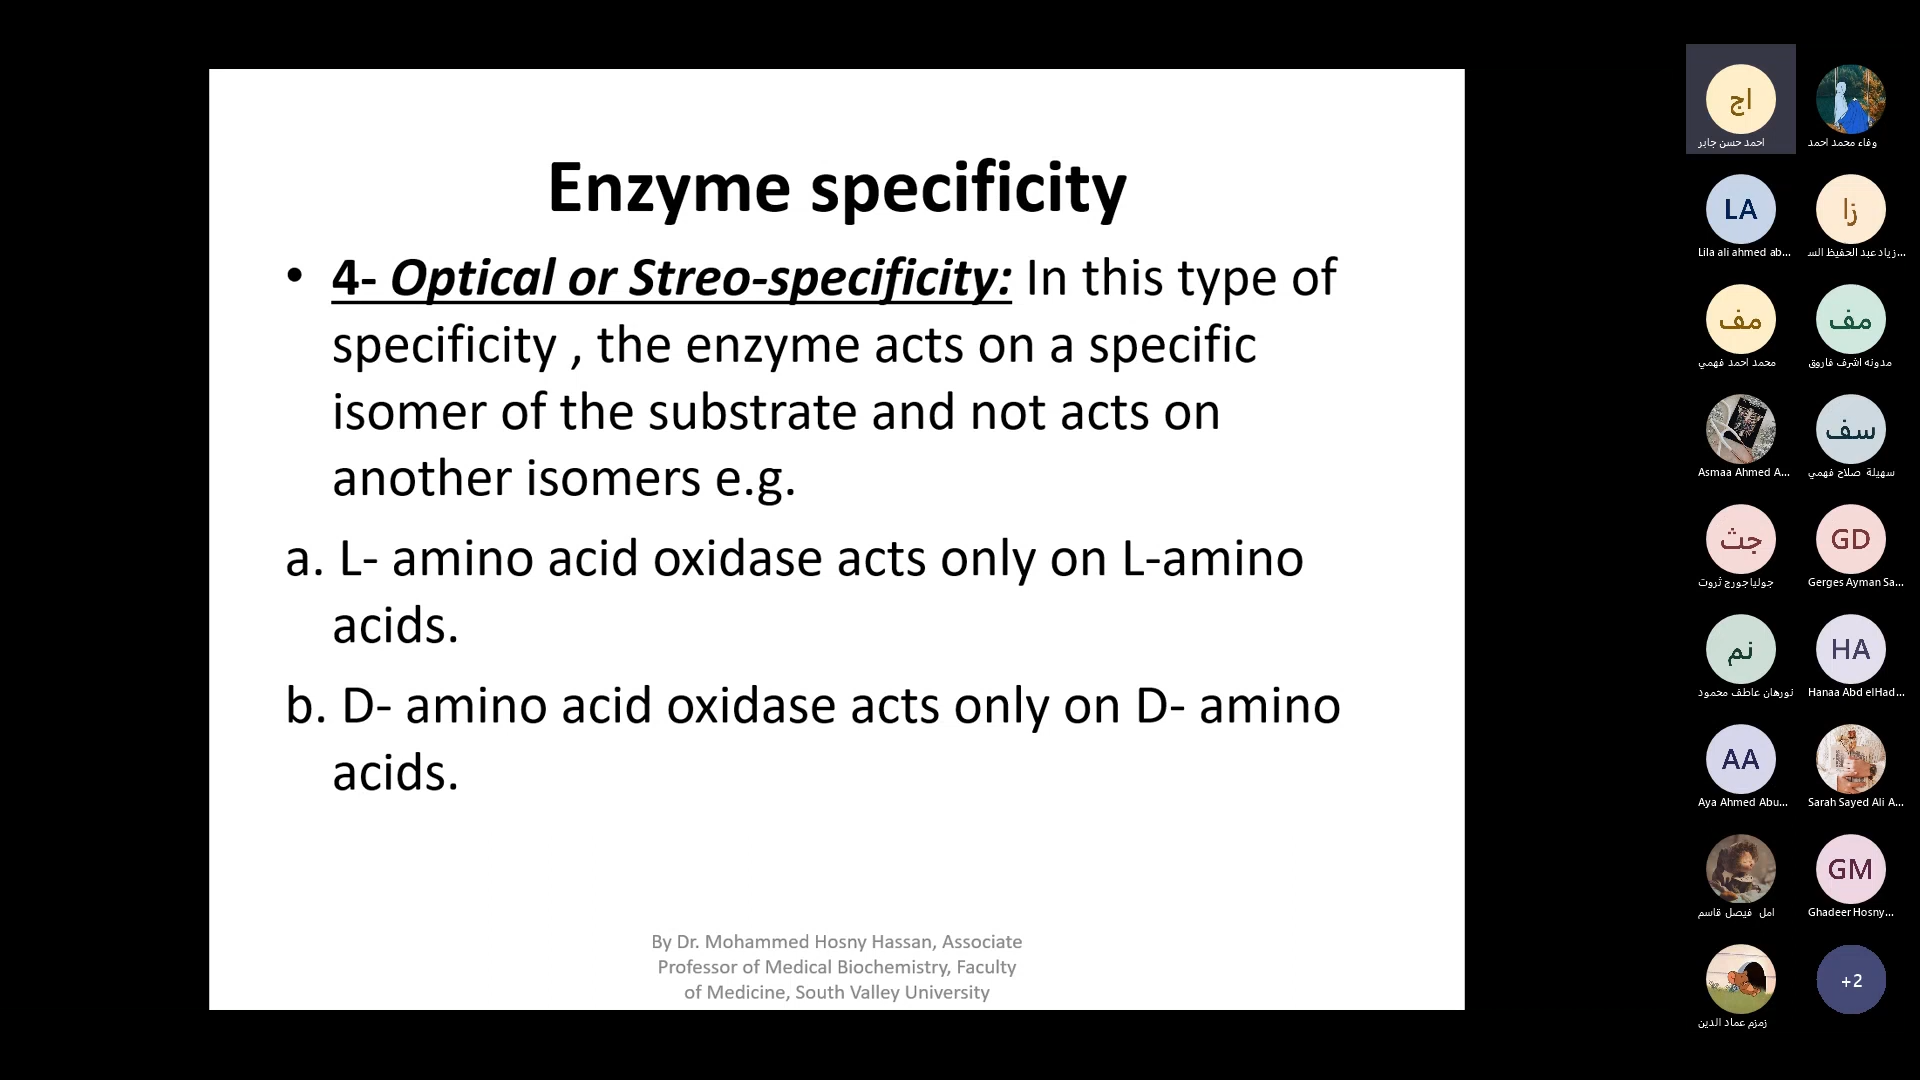 Enzyme specificity
• 4- Optical or Streo-specificity: In this type of
specificity , the enzyme acts on a specific
isomer of the substrate and not acts on
another isomers e.g.
a. L- amino acid oxidase acts only on L-amino
acids.
b. D- amino acid oxidase acts only on D- amino
acids.
By Dr. Mohammed Hosny Hassan, Associate
Professor of Medical Biochemistry, Faculty
of Medicine, South Valley University
اج
احمد حسن جابر
وفاء محمد احمد
LA
Lila ali ahmed ab...
زا
زياد عبد الحفيظ الس...
مف
محمد احمد فهمي
مف
مدونه اشرف فاروق
Asmaa Ahmed A...
سف
سهيلة صلاح فهمي
جث
جولياجورج ثروت
GD
Gerges Ayman Sa...
نم
نورهان عاطف محمود
HA
Hanaa Abd elHad...
AA
Aya Ahmed Abu...
Sarah Sayed Ali A...
امل فيصل قاسم
GM
Ghadeer Hosny...
زمزم عماد الدين
+2